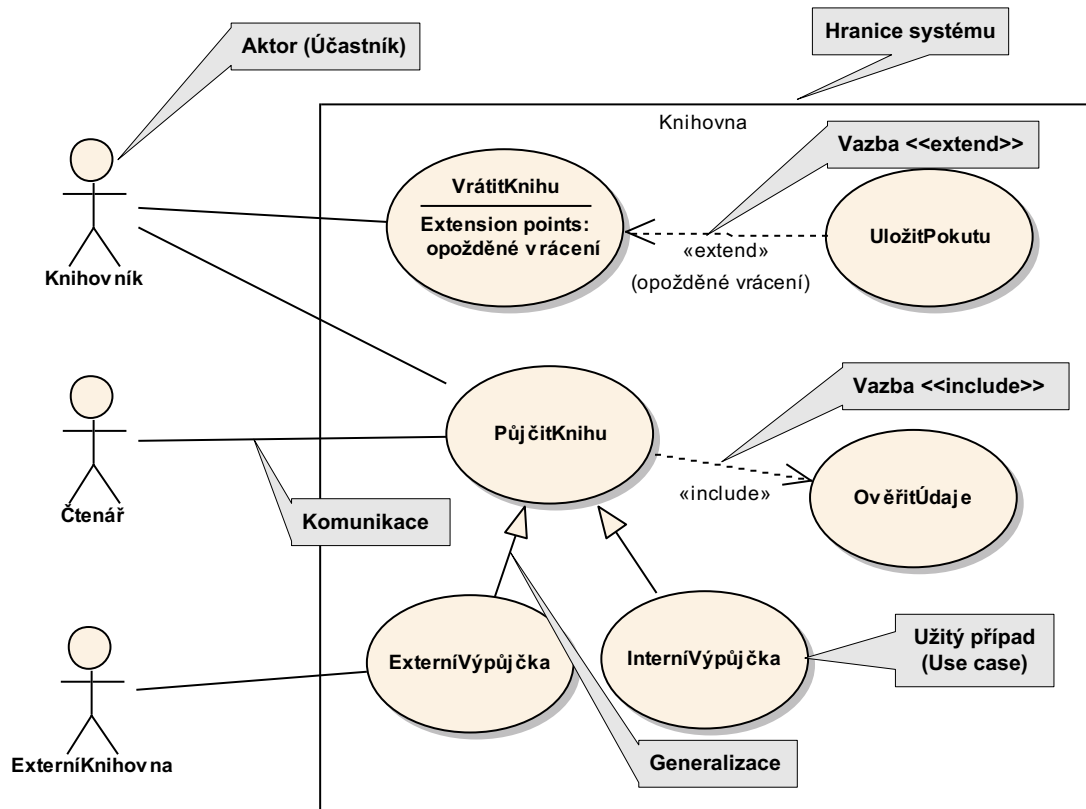 Hranice systému
Aktor (Účastník)
Knihovna
Vazba <<extend>>
VrátitKnihu
Extension points:
opožděné vrácení
UložitPokutu
«extend»
(opožděné vrácení)
Knihovník
Vazba <<include>>
PůjčitKnihu
«include»
OvěřitÚdaje
Čtenář
Komunikace
ExterníVýpůjčka
InterníVýpůjčka
Užitý případ
(Use case)
ExterníKnihovna
Generalizace